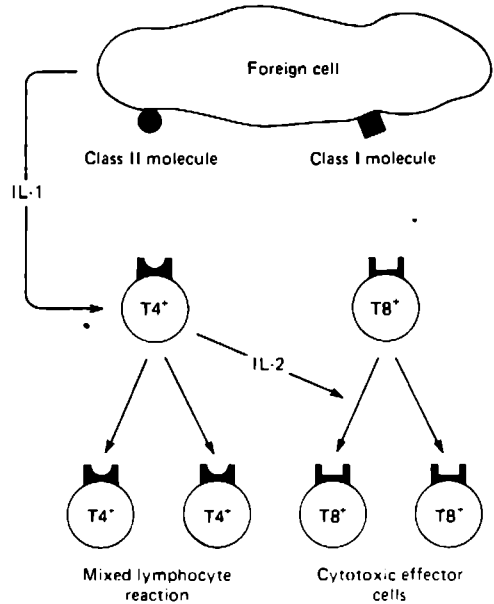 Foreign cell
Class II molecule
Class I molecule
IL-1
T4+
T8+
IL-2
T4+
T4+
T8+
T8+
Mixed lymphocyte
reaction
Cytotoxic effector
cells